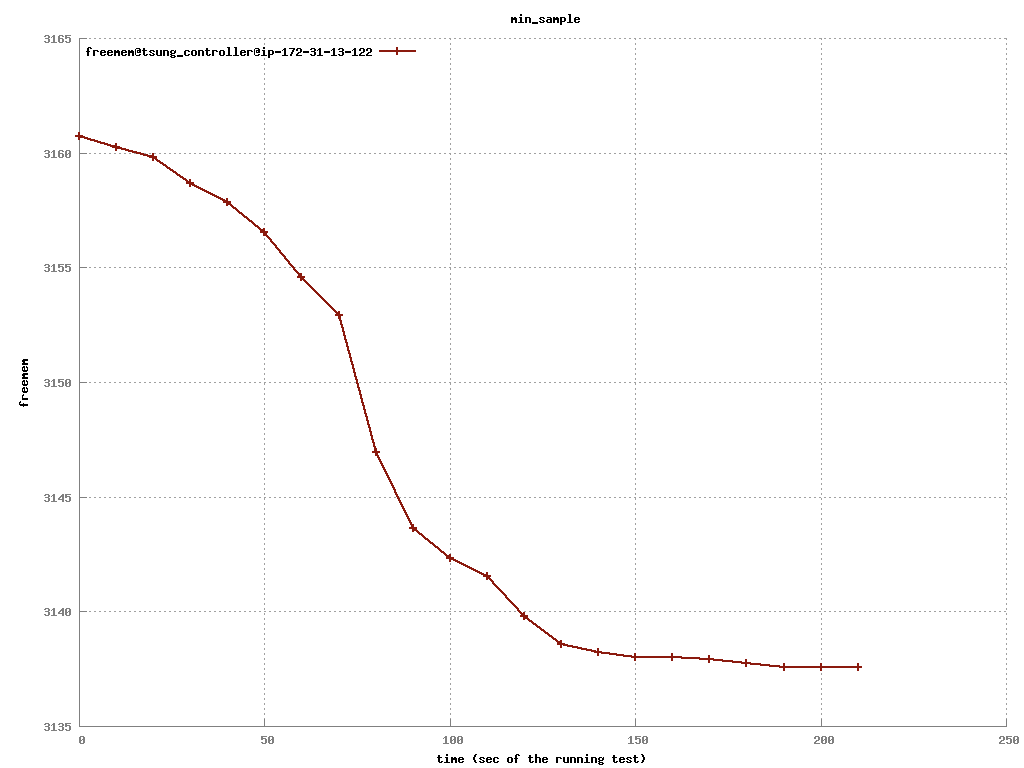 min_sample
3165
freemem@tsung_controller@ip-172-31-13-122
3160
3155
3150
freemem
3145
3140
3135
0 50 100 150 200 250
time (sec of the running test)